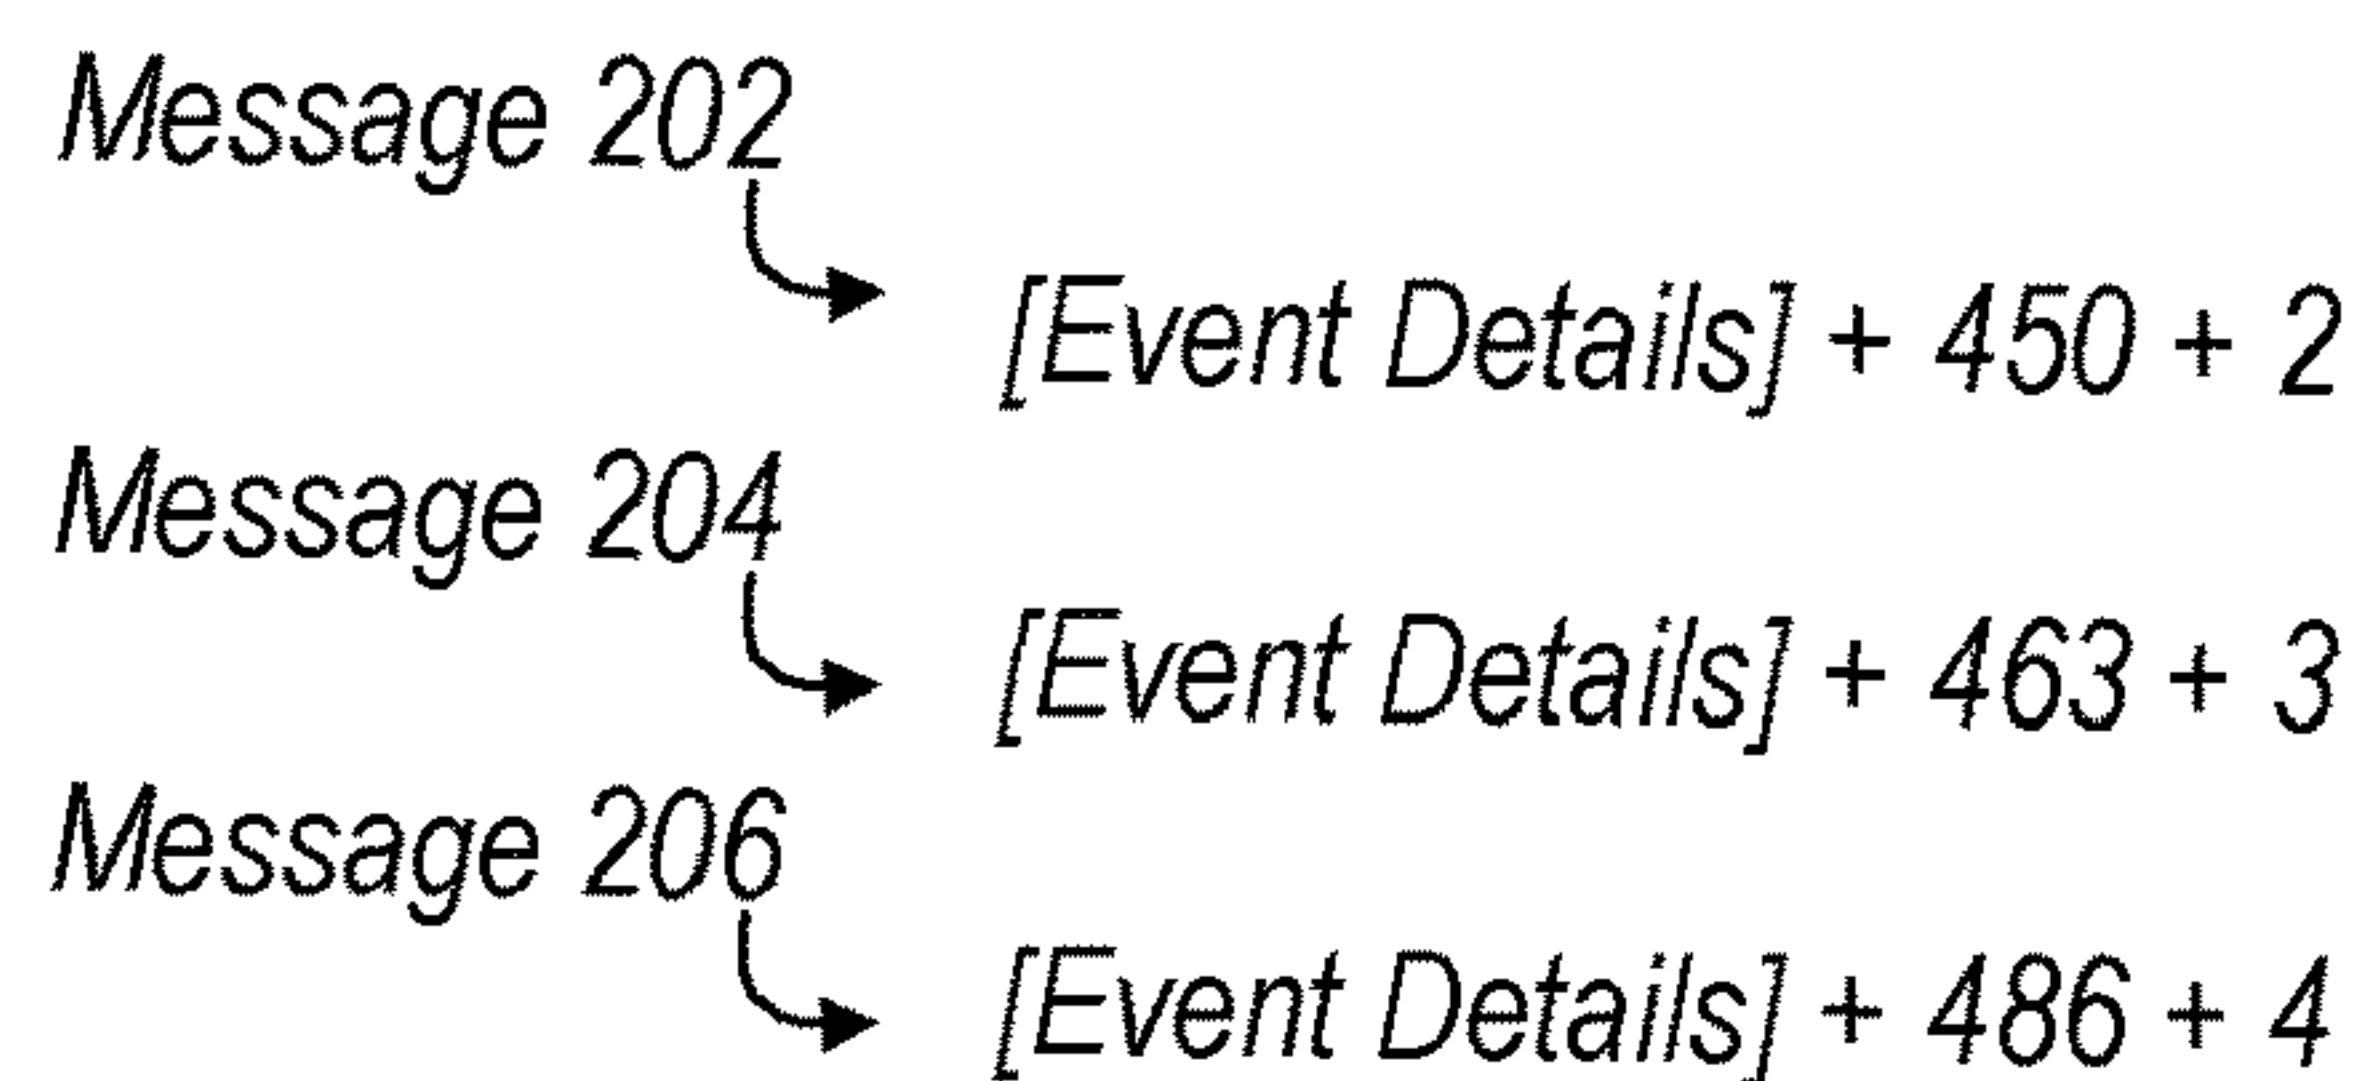 Message 202
[Event Details] + 450 + 2
Message 204
[Event Details] + 463 + 3
Message 206
[Event Details] + 486 + 4